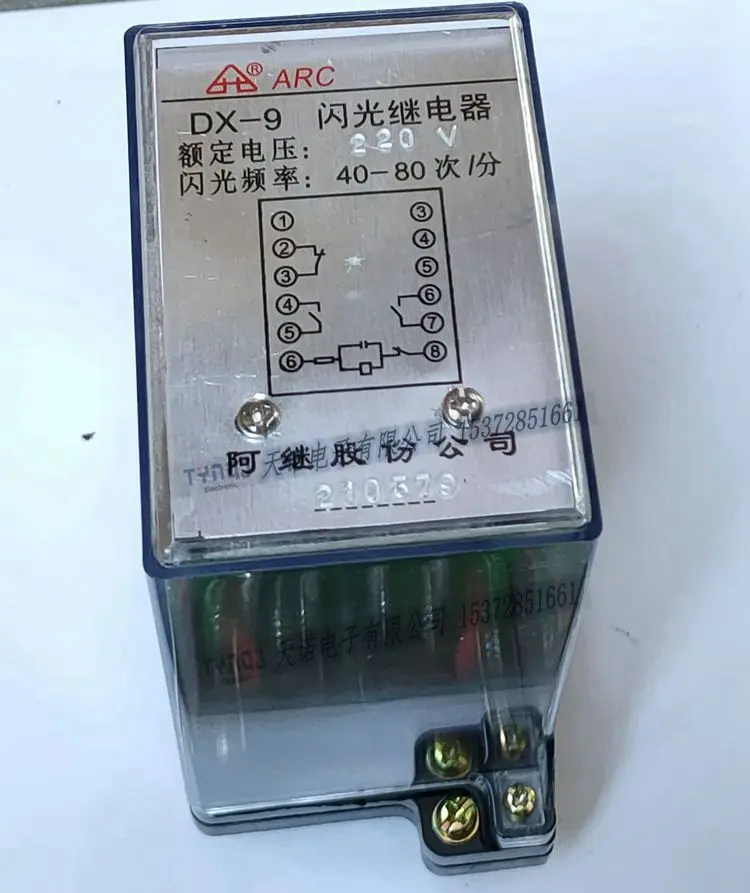 ® ARC
DX-9 闪光继电器
额定电压: 220 V
闪光频率: 40-80 次/分
① ③
② ④
③ ⑤
④ ⑥
⑤ ⑦
⑥ ⑧
阿继股份公司
天诺电子有限公司 15372851661
Electronic
210579
天诺电子有限公司 15372851661